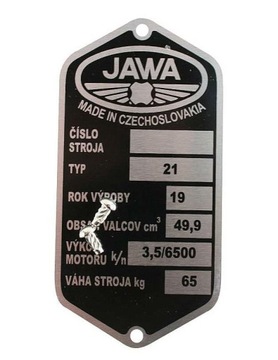 JAWA
MADE IN CZECHOSLOVAKIA
ČÍSLO
STROJA
TYP 21
ROK VÝROBY 19
OBSAH VALCOV cm³ 49,9
VÝKON
MOTORU k/n 3,5/6500
VÁHA STROJA kg 65